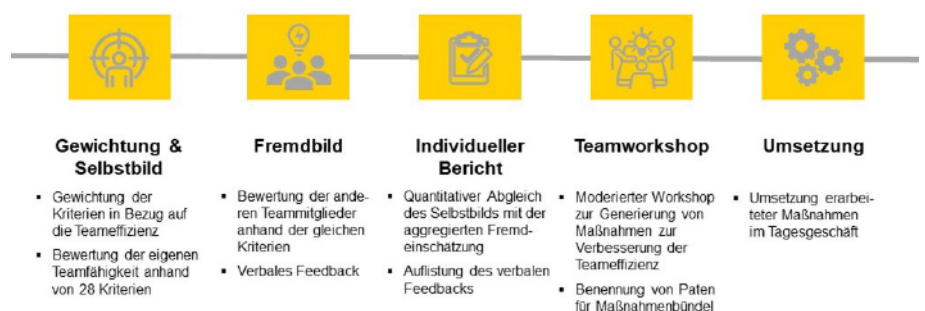 Gewichtung &
Selbstbild
▪ Gewichtung der
Kriterien in Bezug auf
die Teameffizienz
▪ Bewertung der eigenen
Teamfähigkeit anhand
von 28 Kriterien
Fremdbild
▪ Bewertung der ande-
ren Teammitglieder
anhand der gleichen
Kriterien
▪ Verbales Feedback
Individueller
Bericht
▪ Quantitativer Abgleich
des Selbstbilds mit der
aggregierten Fremd-
einschätzung
▪ Auflistung des verbalen
Feedbacks
Teamworkshop
▪ Moderierter Workshop
zur Generierung von
Maßnahmen zur
Verbesserung der
Teameffizienz
▪ Benennung von Paten
für Maßnahmenbündel
Umsetzung
▪ Umsetzung erarbei-
teter Maßnahmen
im Tagesgeschäft